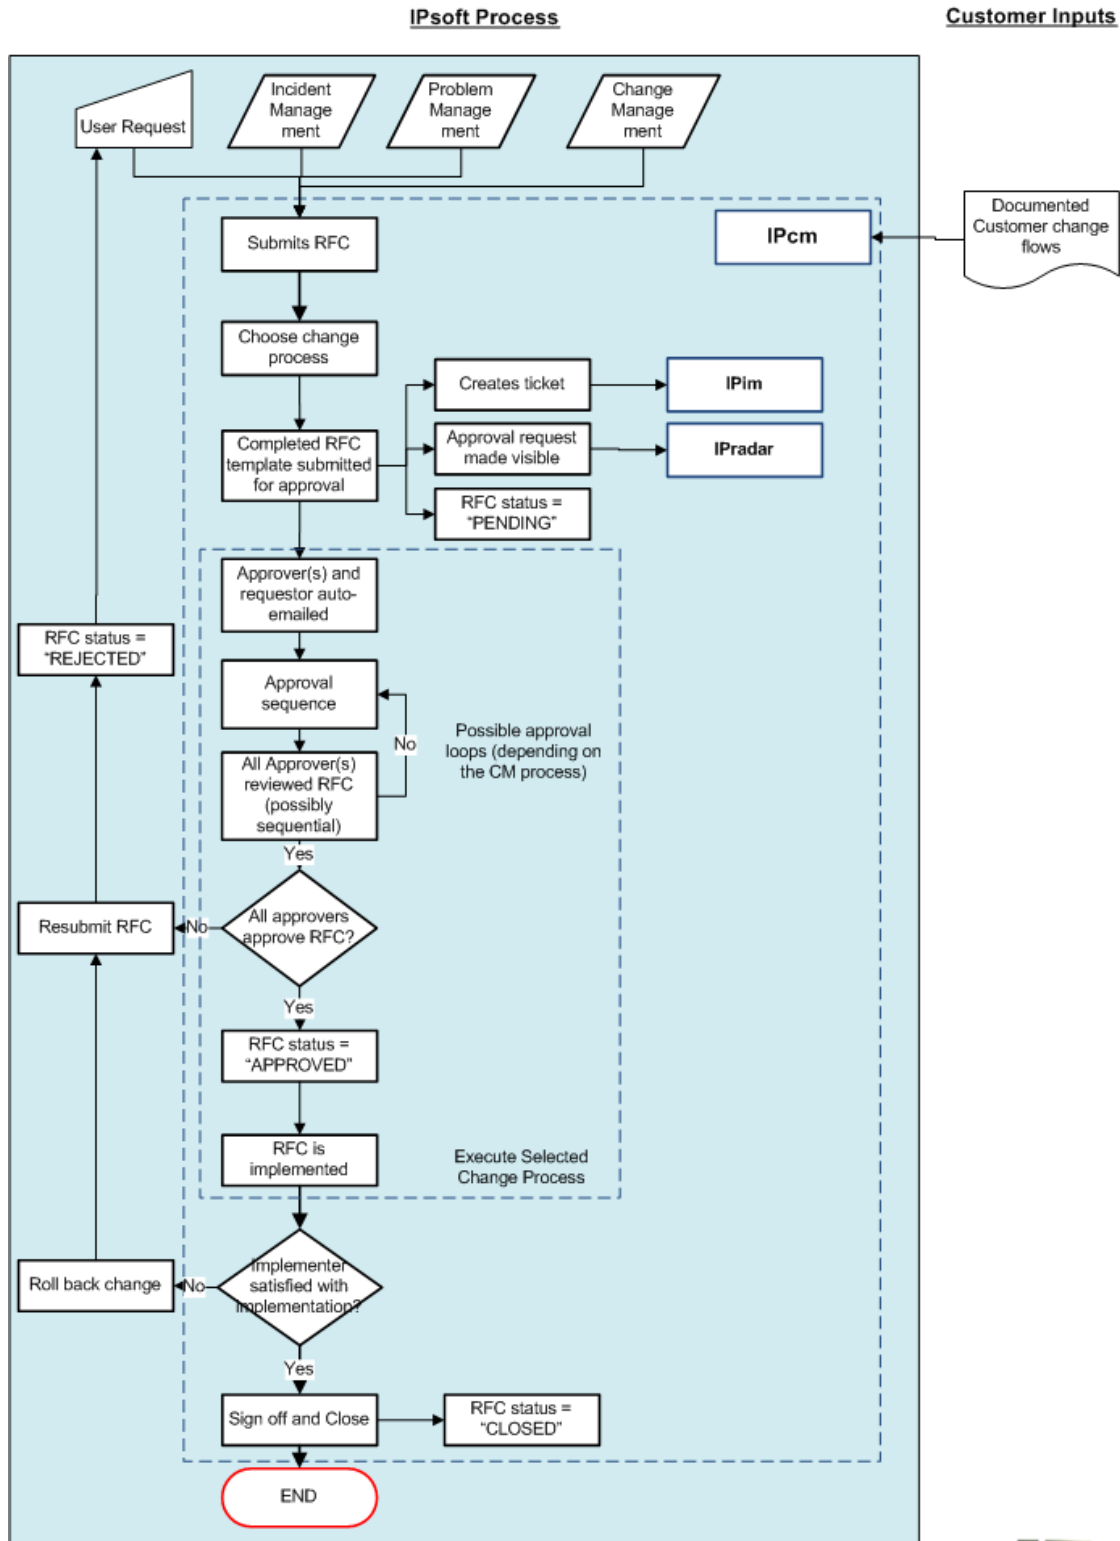 IPsoft Process
Customer Inputs
User Request
Incident
Manage
ment
Problem
Manage
ment
Change
Manage
ment
Submits RFC
IPcm
Documented
Customer change
flows
Choose change
process
Creates ticket
IPim
Completed RFC
template submitted
for approval
Approval request
made visible
IPradar
RFC status =
“PENDING”
Approver(s) and
requestor auto-
emailed
RFC status =
“REJECTED”
Approval
sequence
No
Possible approval
loops (depending on
the CM process)
All Approver(s)
reviewed RFC
(possibly
sequential)
Yes
Resubmit RFC
No
All approvers
approve RFC?
Yes
RFC status =
“APPROVED”
RFC is
implemented
Execute Selected
Change Process
Roll back change
No
Implementer
satisfied with
implementation?
Yes
Sign off and Close
RFC status =
“CLOSED”
END